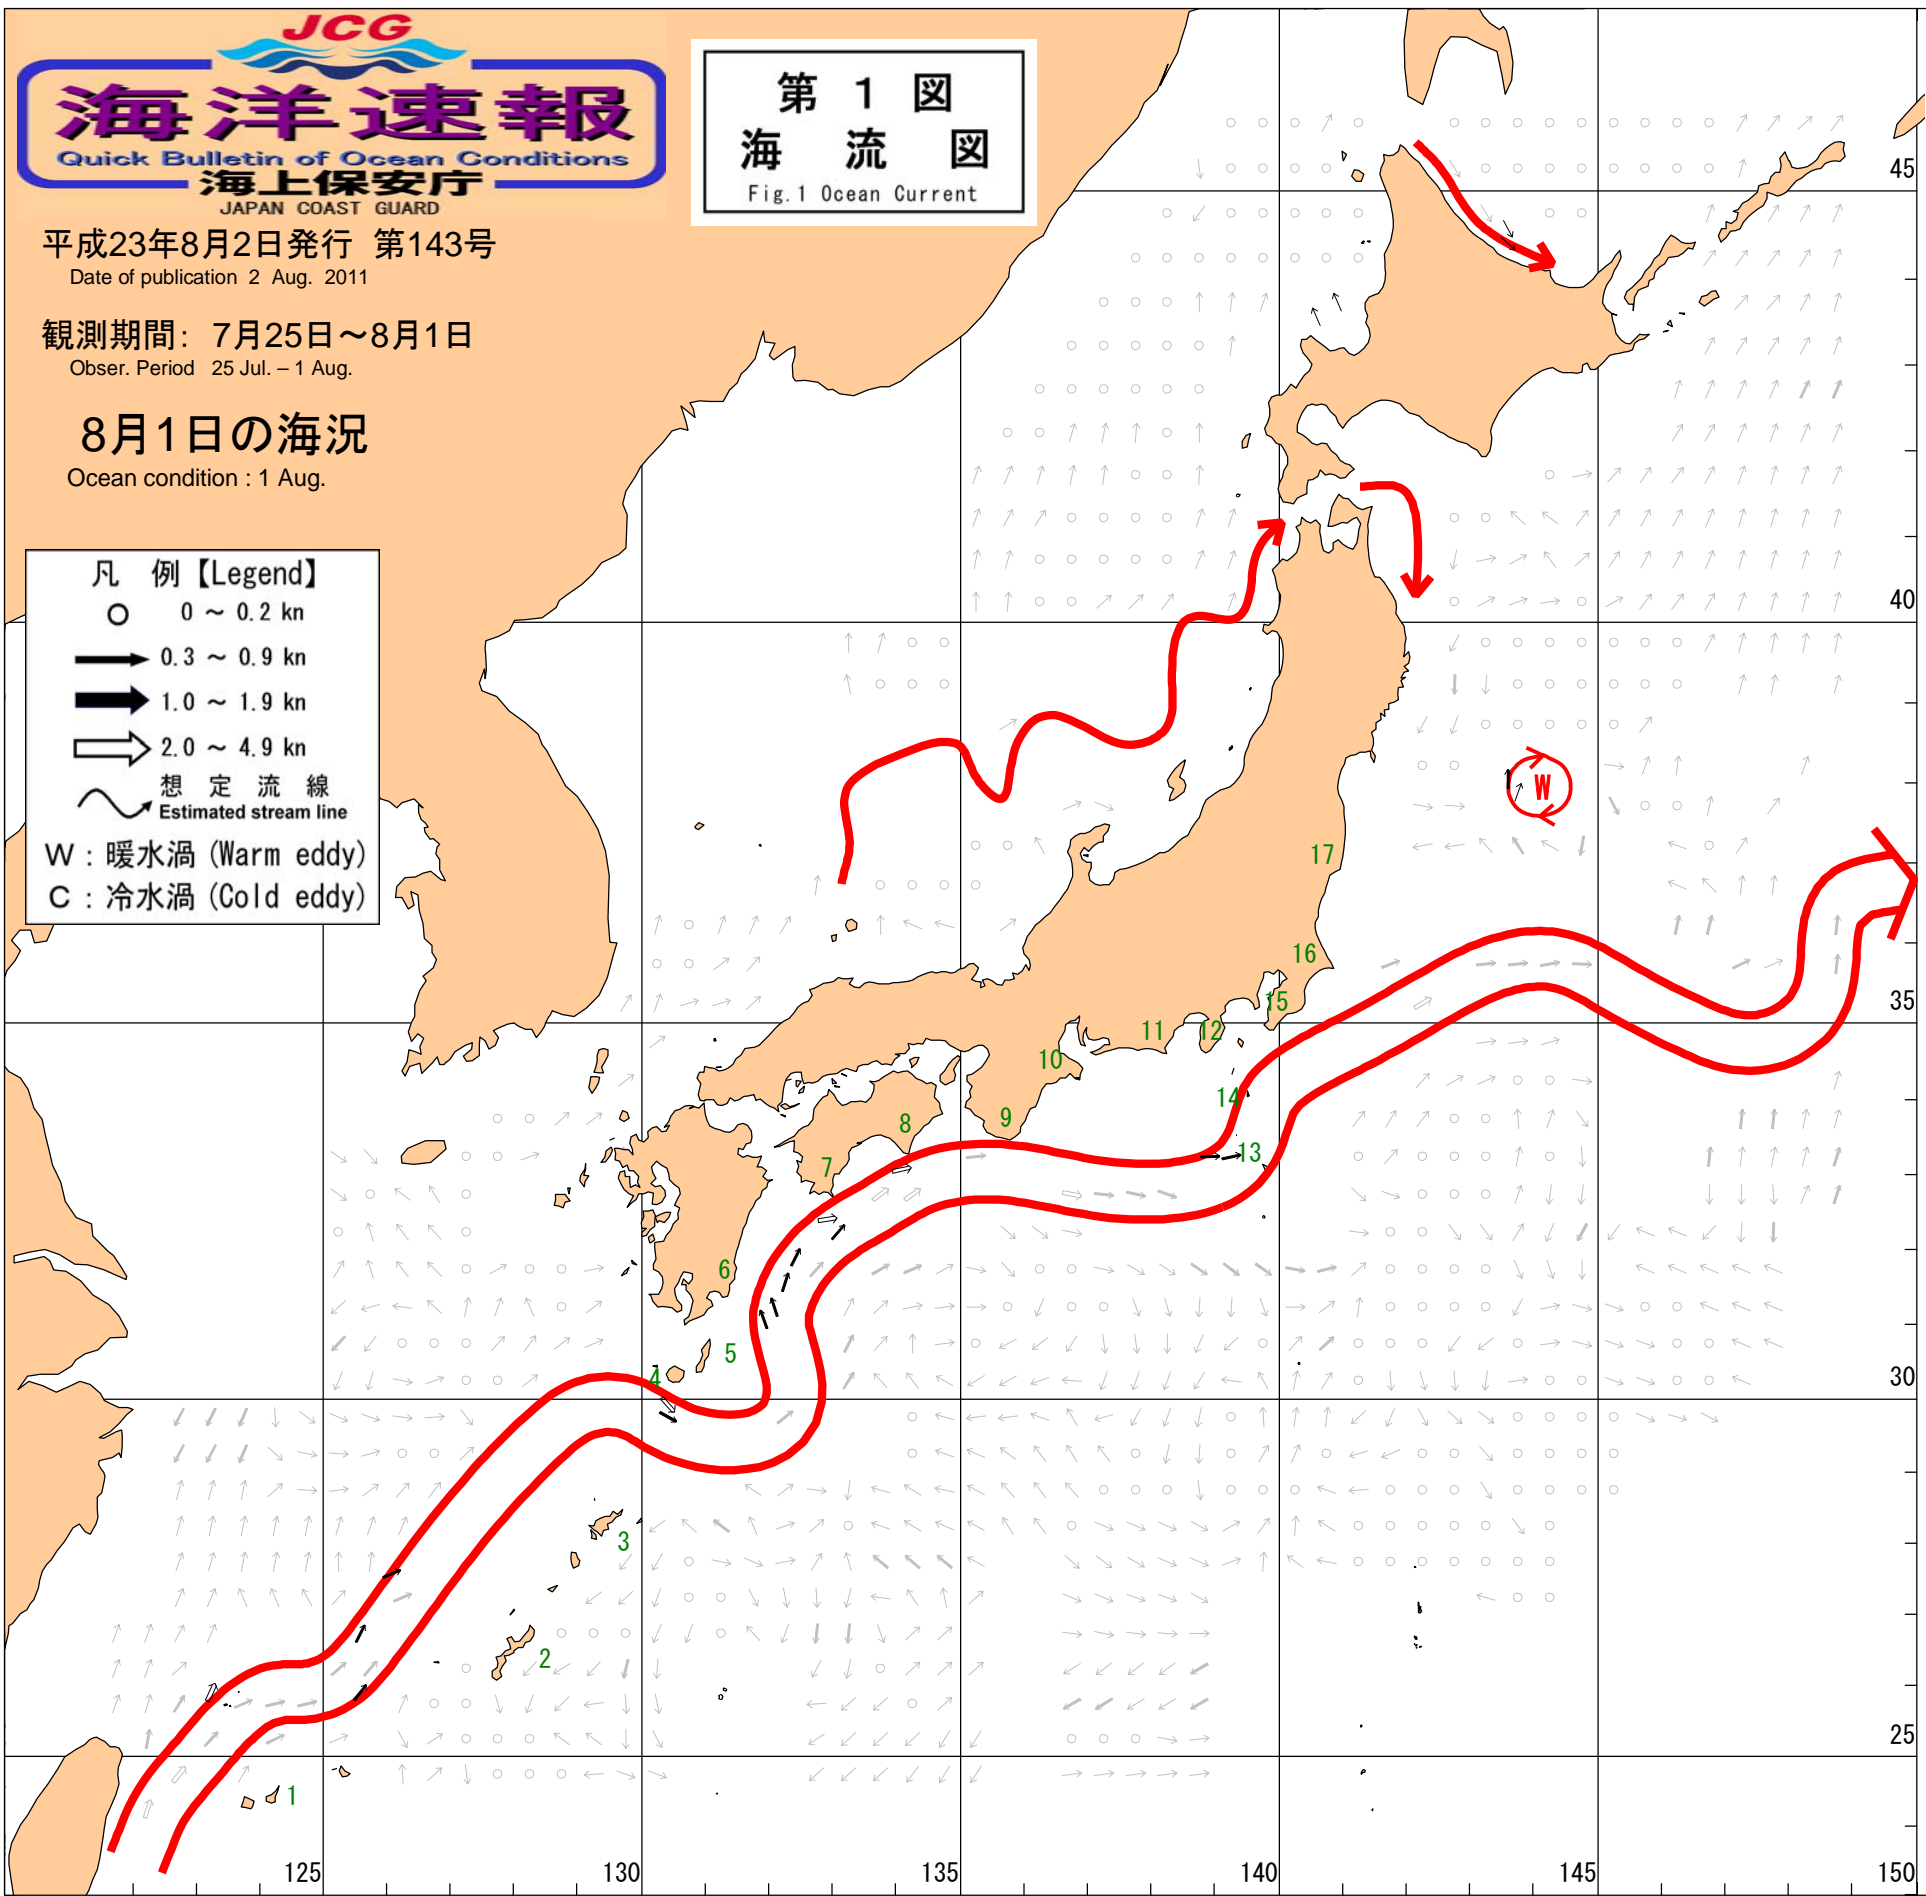 JCG
海洋速報
Quick Bulletin of Ocean Conditions
海上保安庁
JAPAN COAST GUARD
第 1 図
海 流 図
Fig.1 Ocean Current
平成23年8月2日発行 第143号
Date of publication 2 Aug. 2011
観測期間: 7月25日~8月1日
Obser. Period 25 Jul. – 1 Aug.
8月1日の海況
Ocean condition : 1 Aug.
凡 例【Legend】
0 ~ 0.2 kn
0.3 ~ 0.9 kn
1.0 ~ 1.9 kn
2.0 ~ 4.9 kn
想 定 流 線
Estimated stream line
W : 暖水渦 (Warm eddy)
C : 冷水渦 (Cold eddy)
45
40
W
17
16
35
15
11
12
10
14
9
8
13
7
6
5
4
30
3
2
25
1
125
130
135
140
145
150